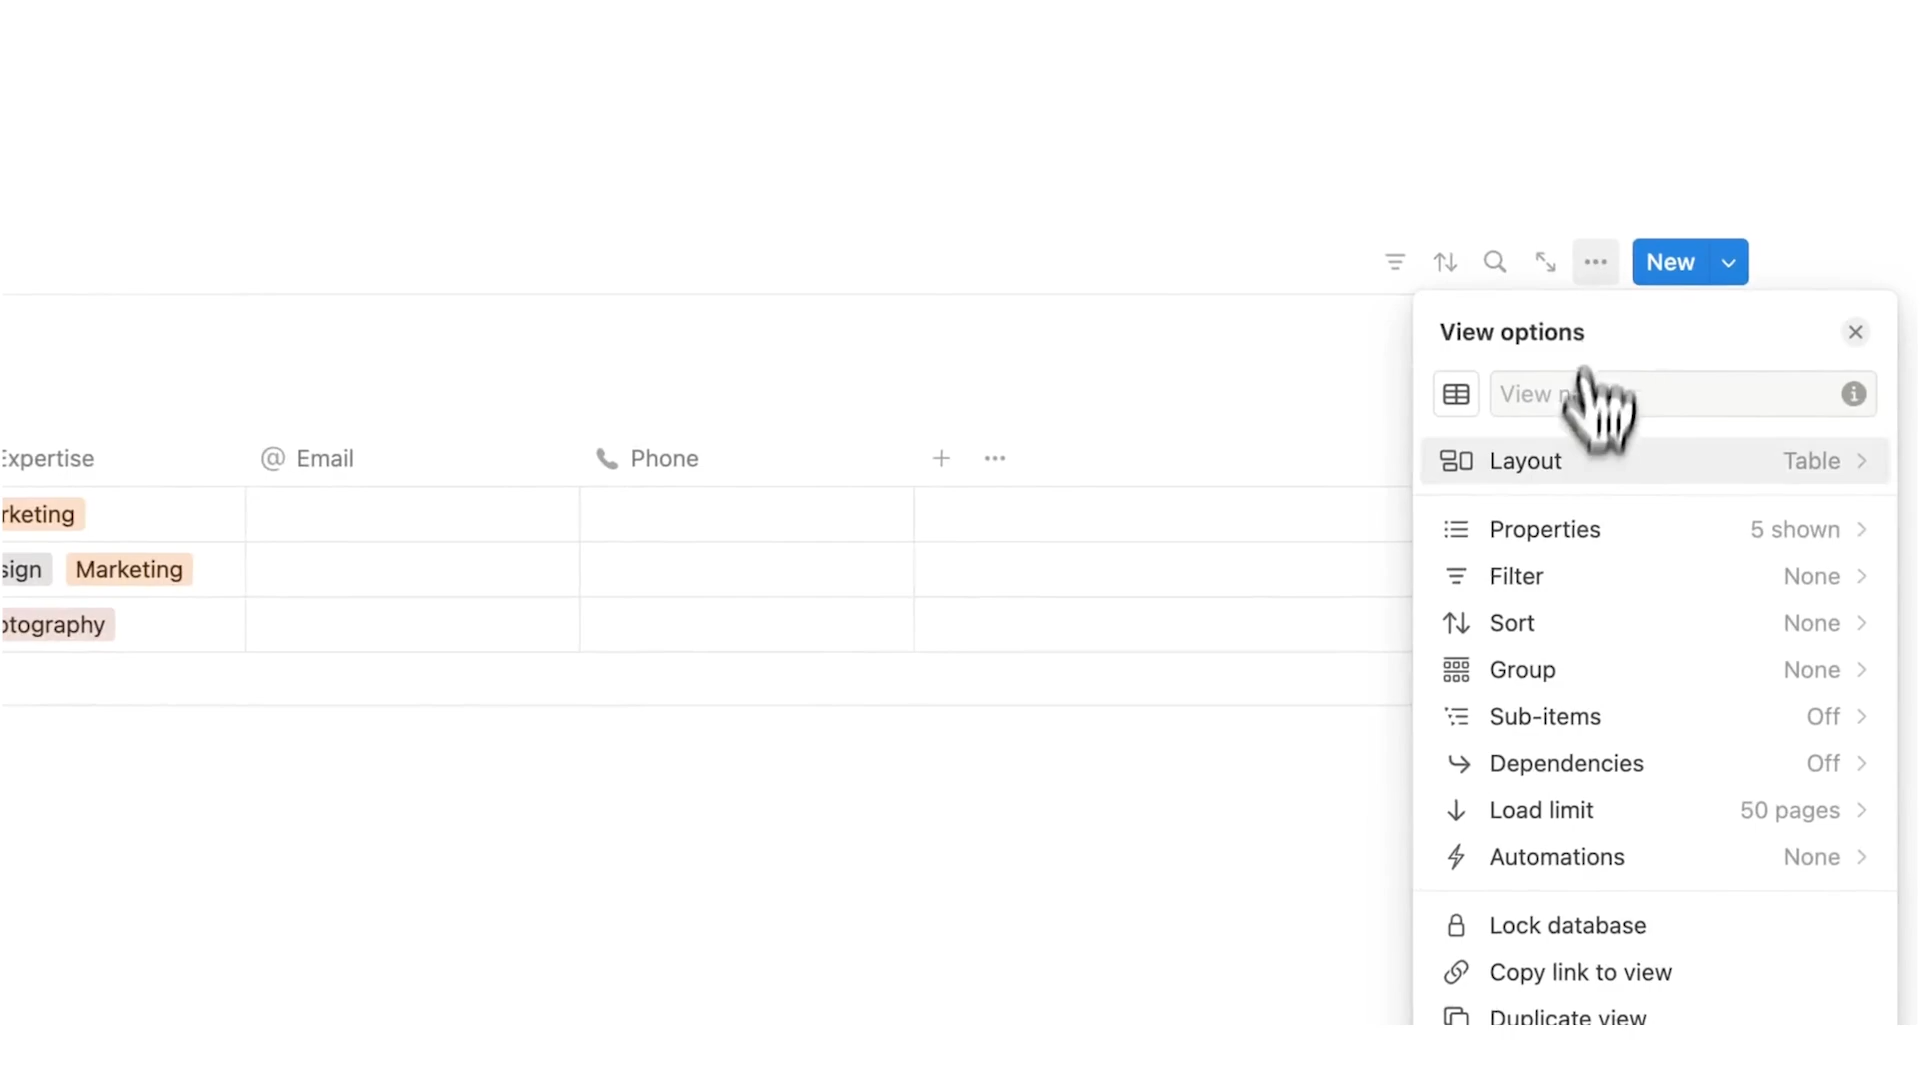 New
View options
View
Layout Table
Expertise Email Phone
rketing
sign Marketing
otography
Properties 5 shown
Filter None
Sort None
Group None
Sub-items Off
Dependencies Off
Load limit 50 pages
Automations None
Lock database
Copy link to view
Duplicate view